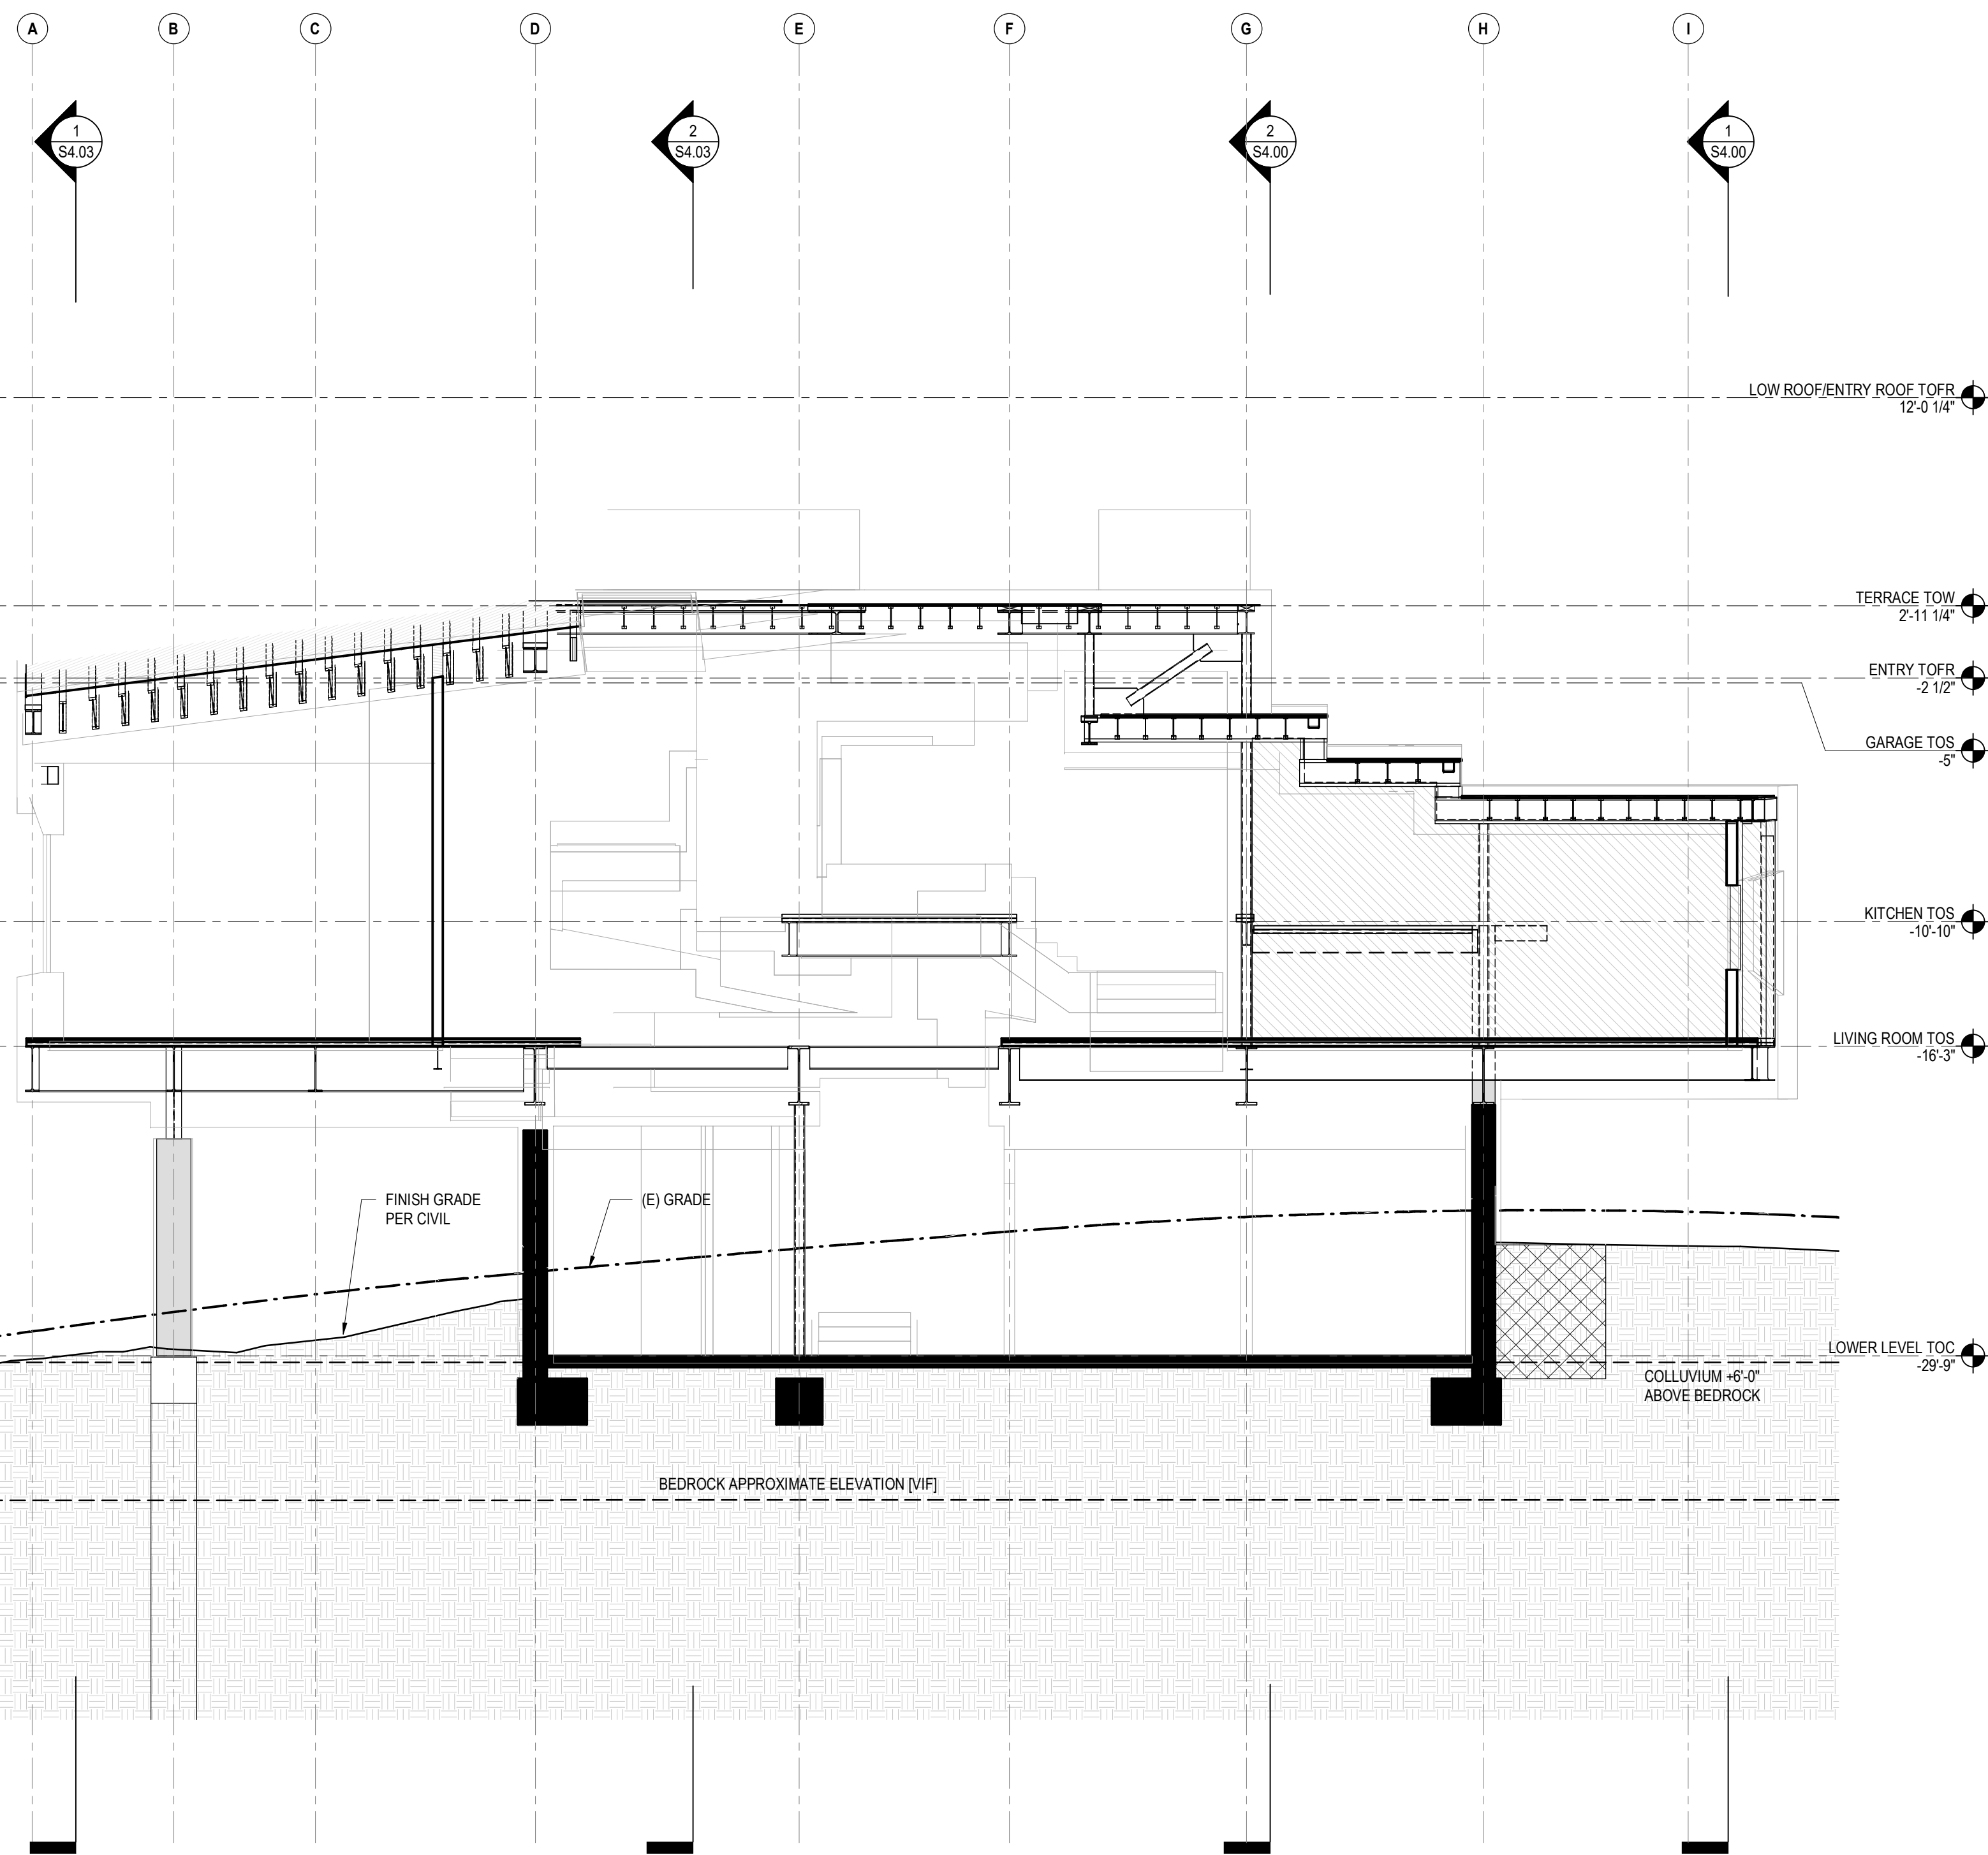 A
B
C
D
E
F
G
H
I
1
S4.03
2
S4.03
2
S4.00
1
S4.00
LOW ROOF/ENTRY ROOF TOFR
12'-0 1/4"
TERRACE TOW
2'-11 1/4"
ENTRY TOFR
-2 1/2"
GARAGE TOS
-5"
KITCHEN TOS
-10'-10"
LIVING ROOM TOS
-16'-3"
FINISH GRADE
PER CIVIL
(E) GRADE
LOWER LEVEL TOC
-29'-9"
COLLUVIUM +6'-0"
ABOVE BEDROCK
BEDROCK APPROXIMATE ELEVATION [VIF]